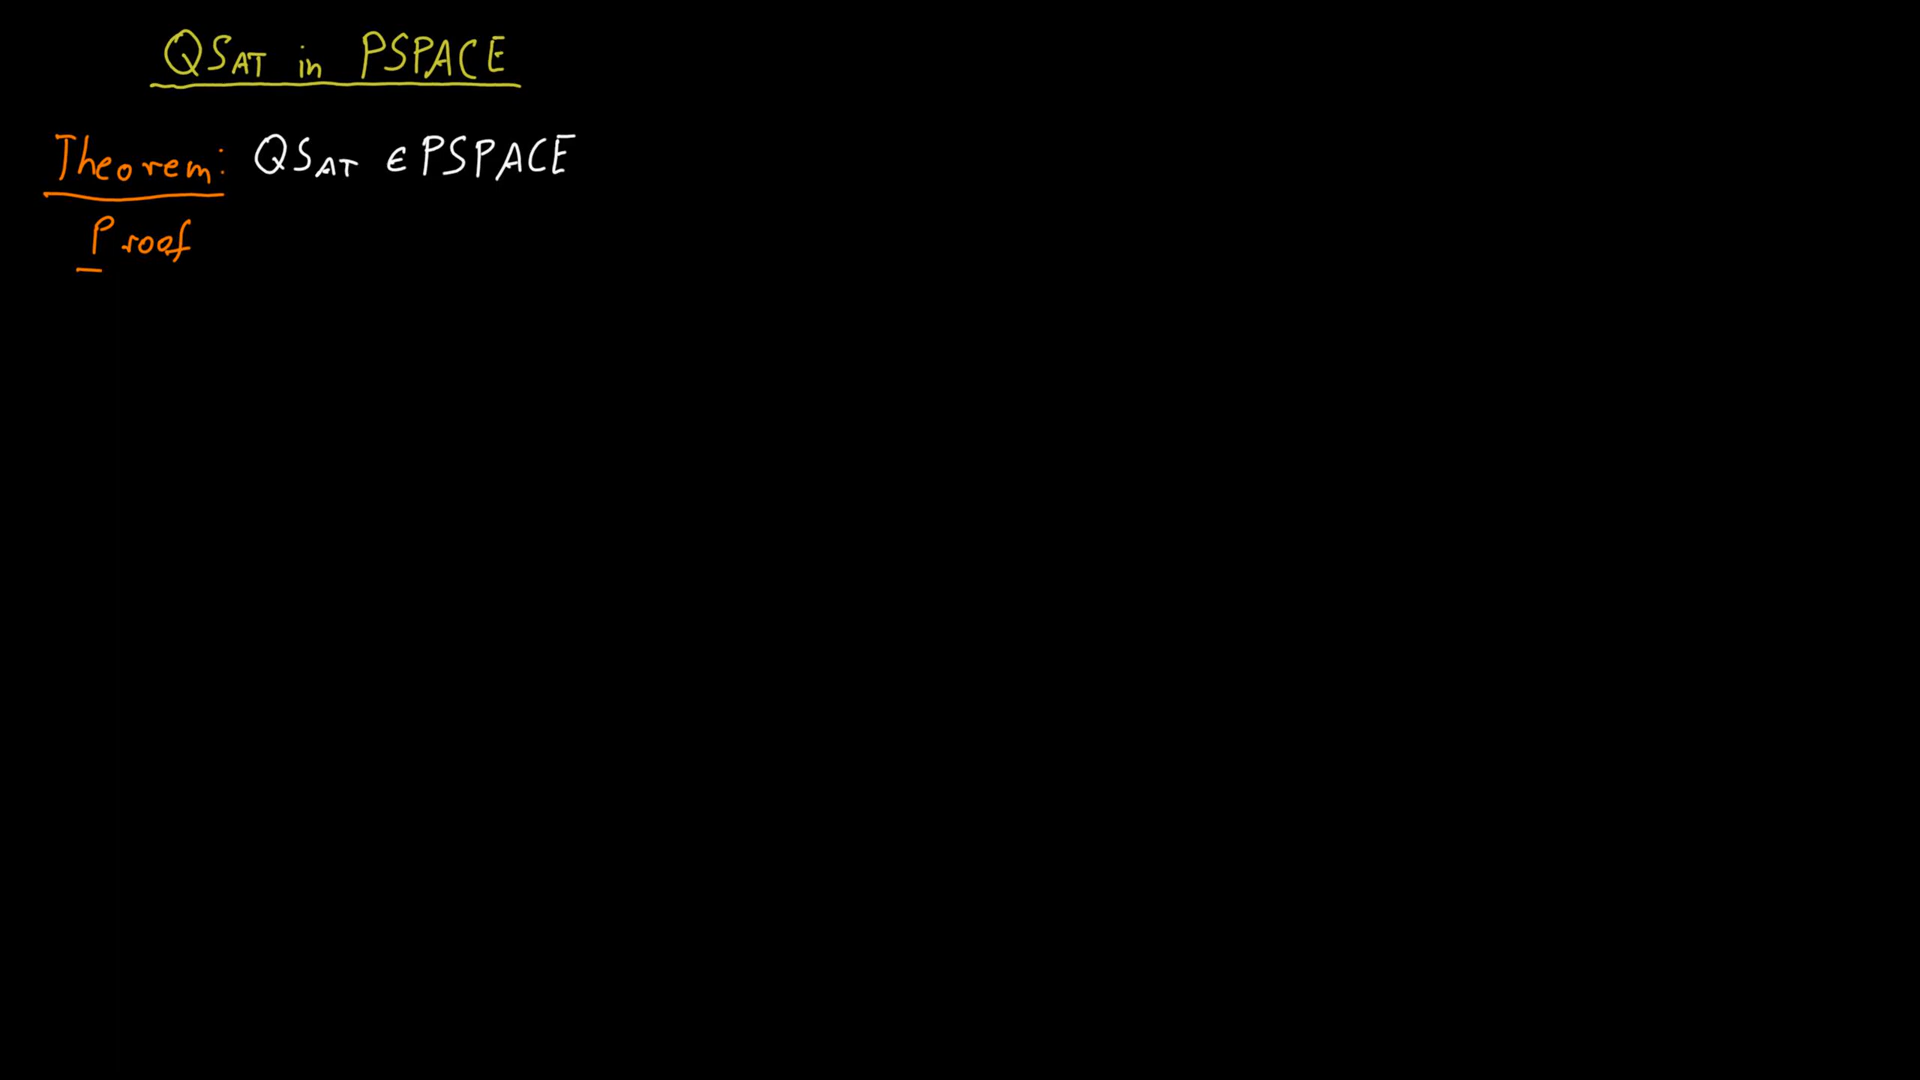 QSAT in PSPACE
Theorem: QSAT ∈ PSPACE
Proof